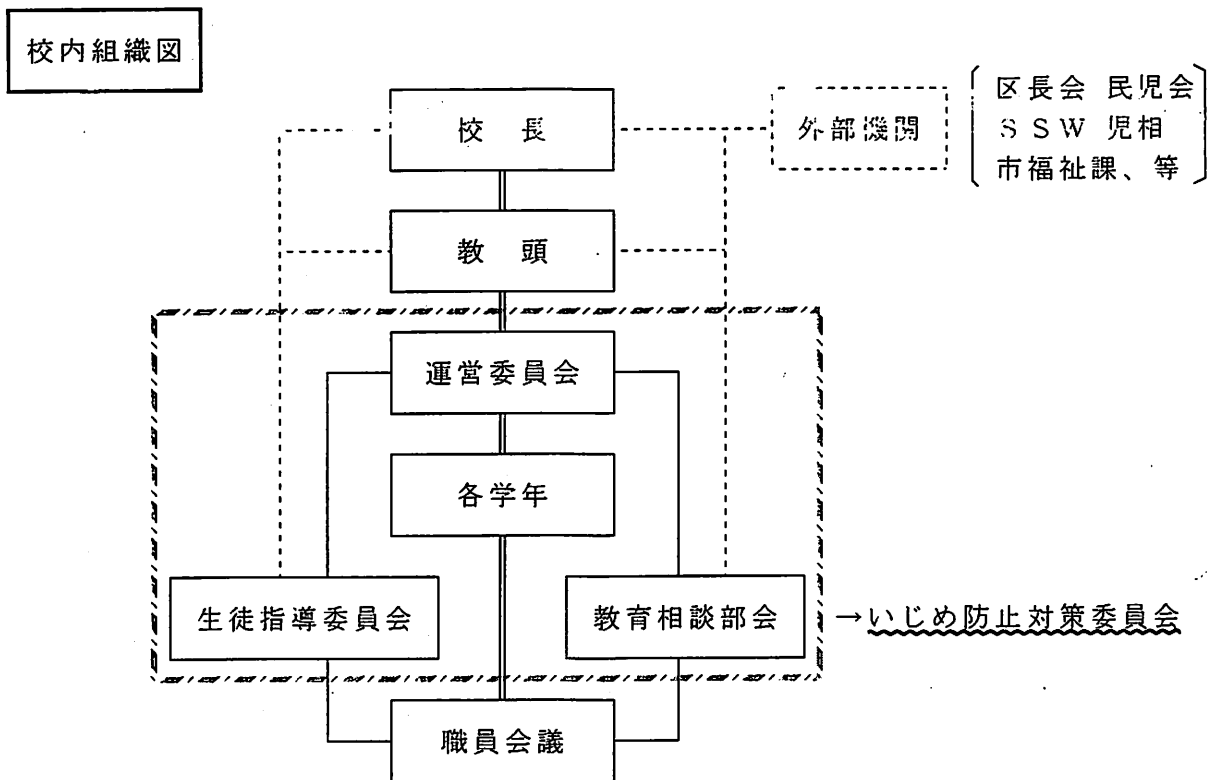 校内組織図
校長
外部機関
区長会 民児会
SSW 児相
市福祉課、等
教頭
運営委員会
各学年
生徒指導委員会
教育相談部会
→いじめ防止対策委員会
職員会議